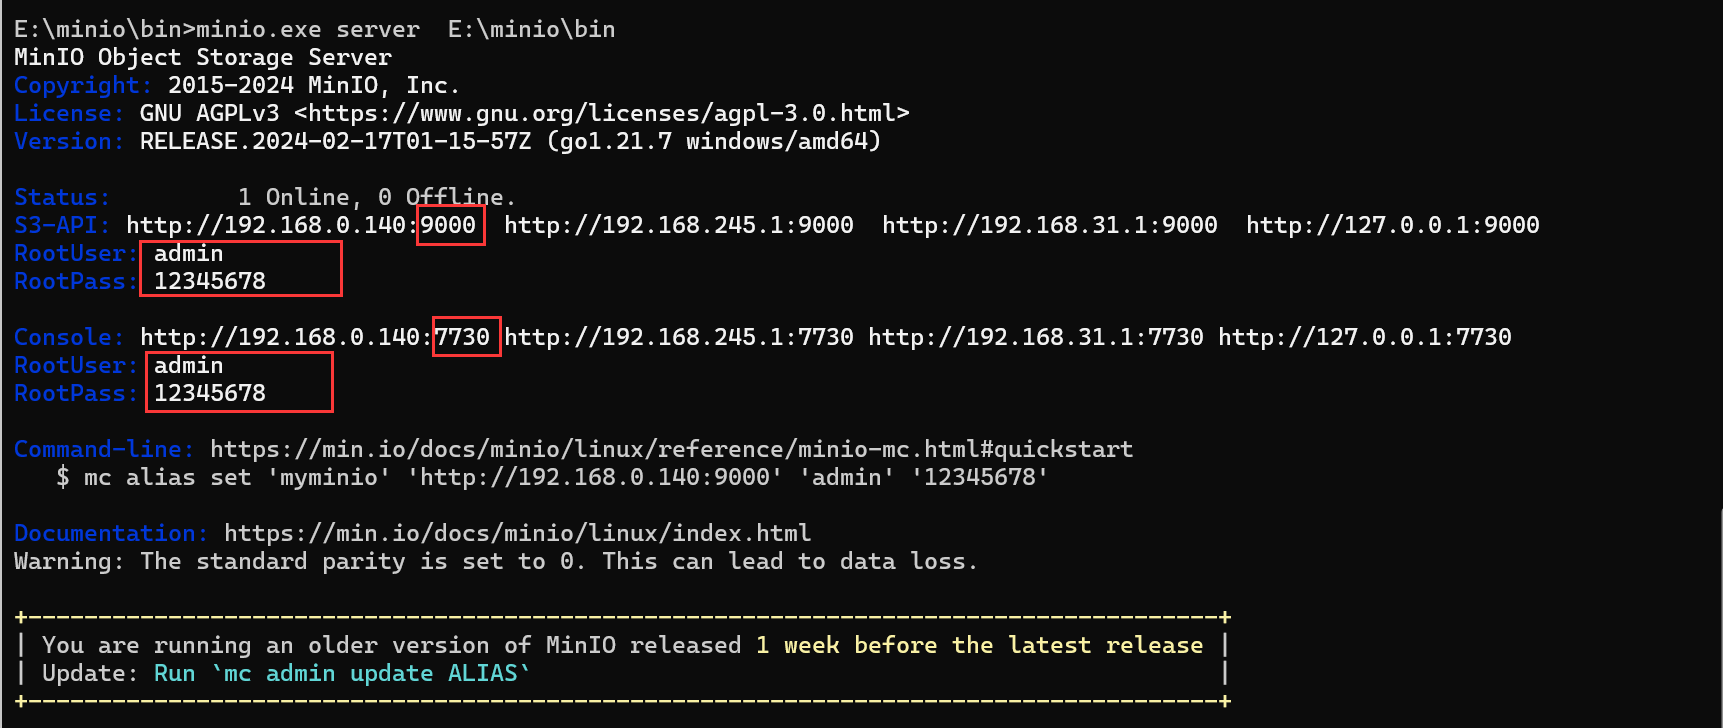 E:\minio\bin>minio.exe server  E:\minio\bin
MinIO Object Storage Server
Copyright: 2015-2024 MinIO, Inc.
License: GNU AGPLv3 <https://www.gnu.org/licenses/agpl-3.0.html>
Version: RELEASE.2024-02-17T01-15-57Z (go1.21.7 windows/amd64)
Status:         1 Online, 0 Offline.
S3-API: http://192.168.0.140:9000  http://192.168.245.1:9000  http://192.168.31.1:9000  http://127.0.0.1:9000
RootUser: admin
RootPass: 12345678
Console: http://192.168.0.140:7730 http://192.168.245.1:7730 http://192.168.31.1:7730 http://127.0.0.1:7730
RootUser: admin
RootPass: 12345678
Command-line: https://min.io/docs/minio/linux/reference/minio-mc.html#quickstart
   $ mc alias set 'myminio' 'http://192.168.0.140:9000' 'admin' '12345678'
Documentation: https://min.io/docs/minio/linux/index.html
Warning: The standard parity is set to 0. This can lead to data loss.
+-------------------------------------------------------------------------------------+
| You are running an older version of MinIO released 1 week before the latest release |
| Update: Run `mc admin update ALIAS`                                                 |
+-------------------------------------------------------------------------------------+